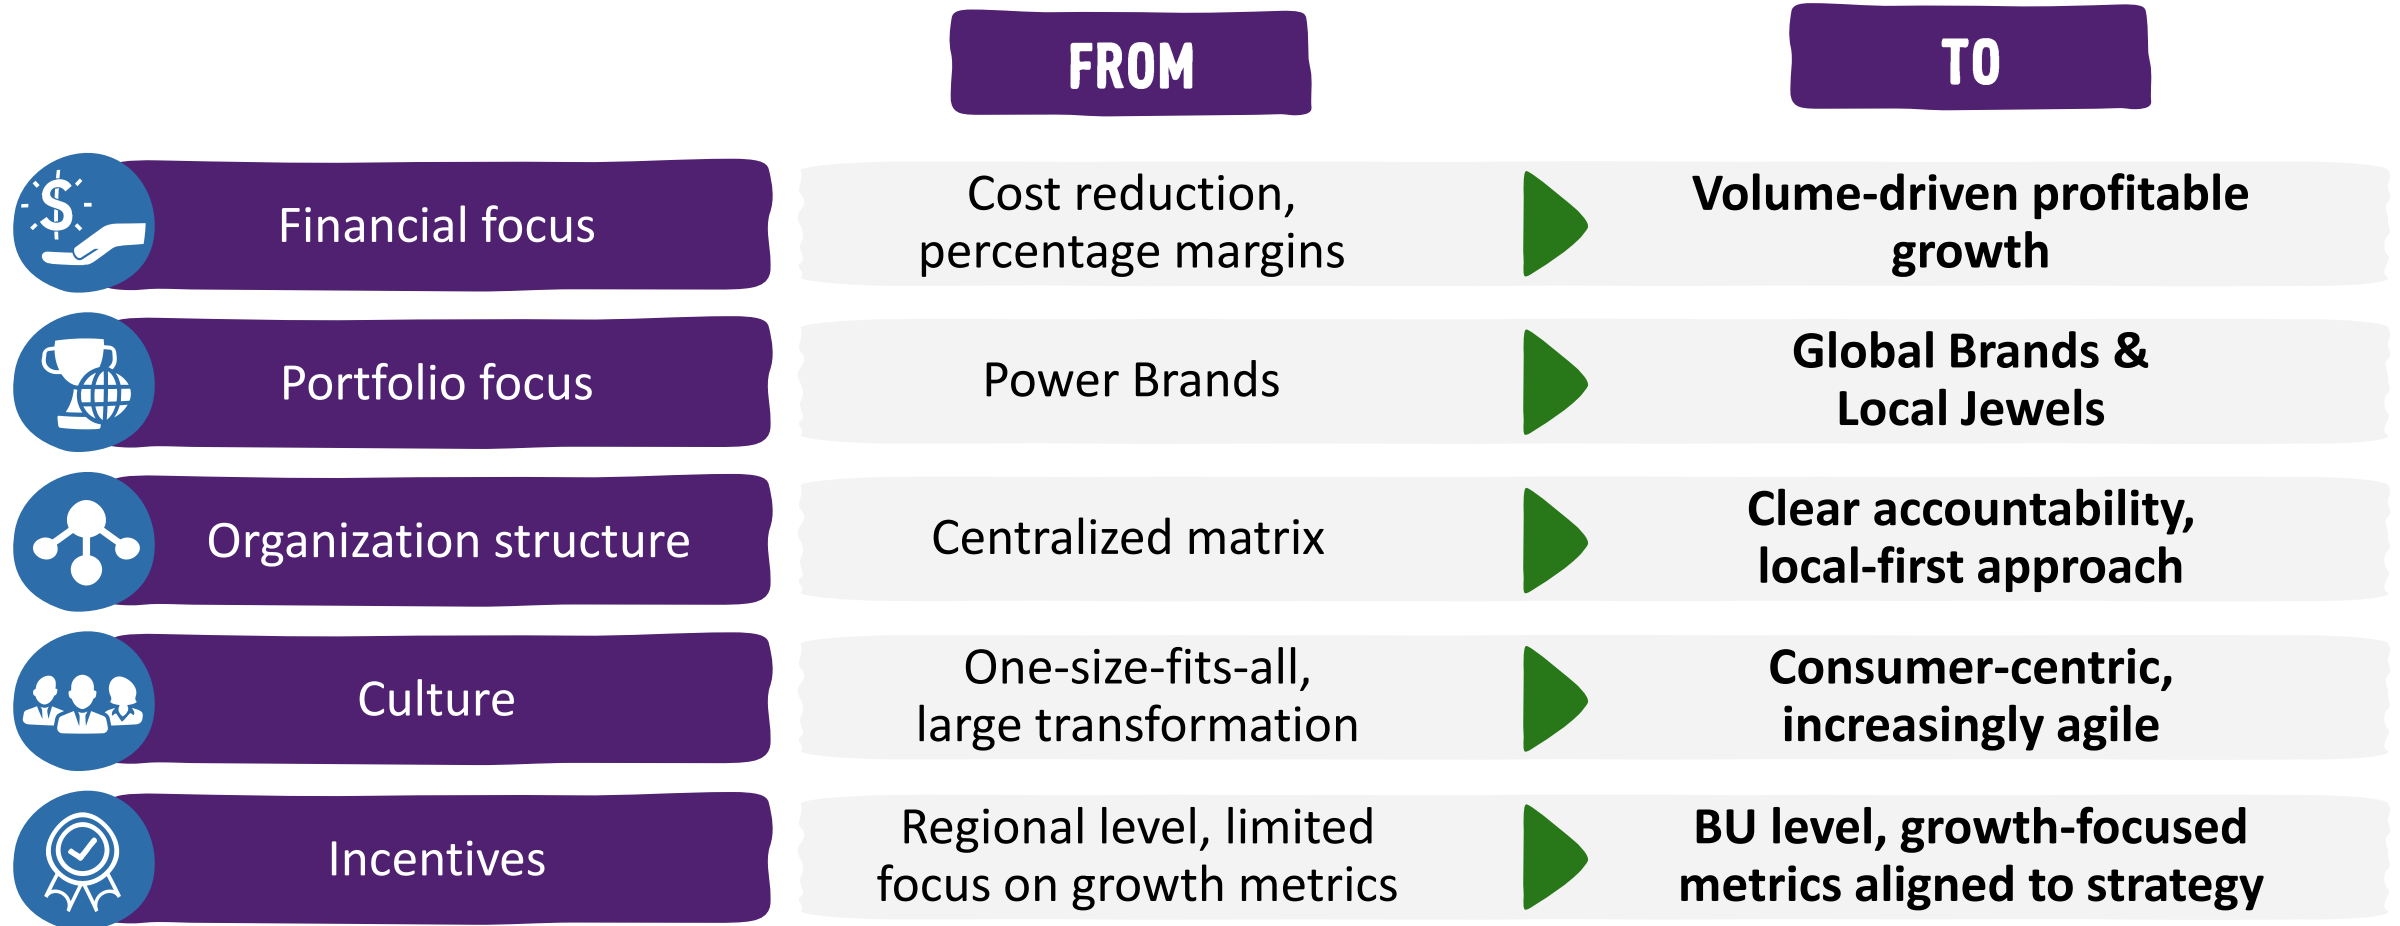 FROM
TO
Financial focus
Cost reduction,
percentage margins
Volume-driven profitable
growth
Portfolio focus
Power Brands
Global Brands &
Local Jewels
Organization structure
Centralized matrix
Clear accountability,
local-first approach
Culture
One-size-fits-all,
large transformation
Consumer-centric,
increasingly agile
Incentives
Regional level, limited
focus on growth metrics
BU level, growth-focused
metrics aligned to strategy